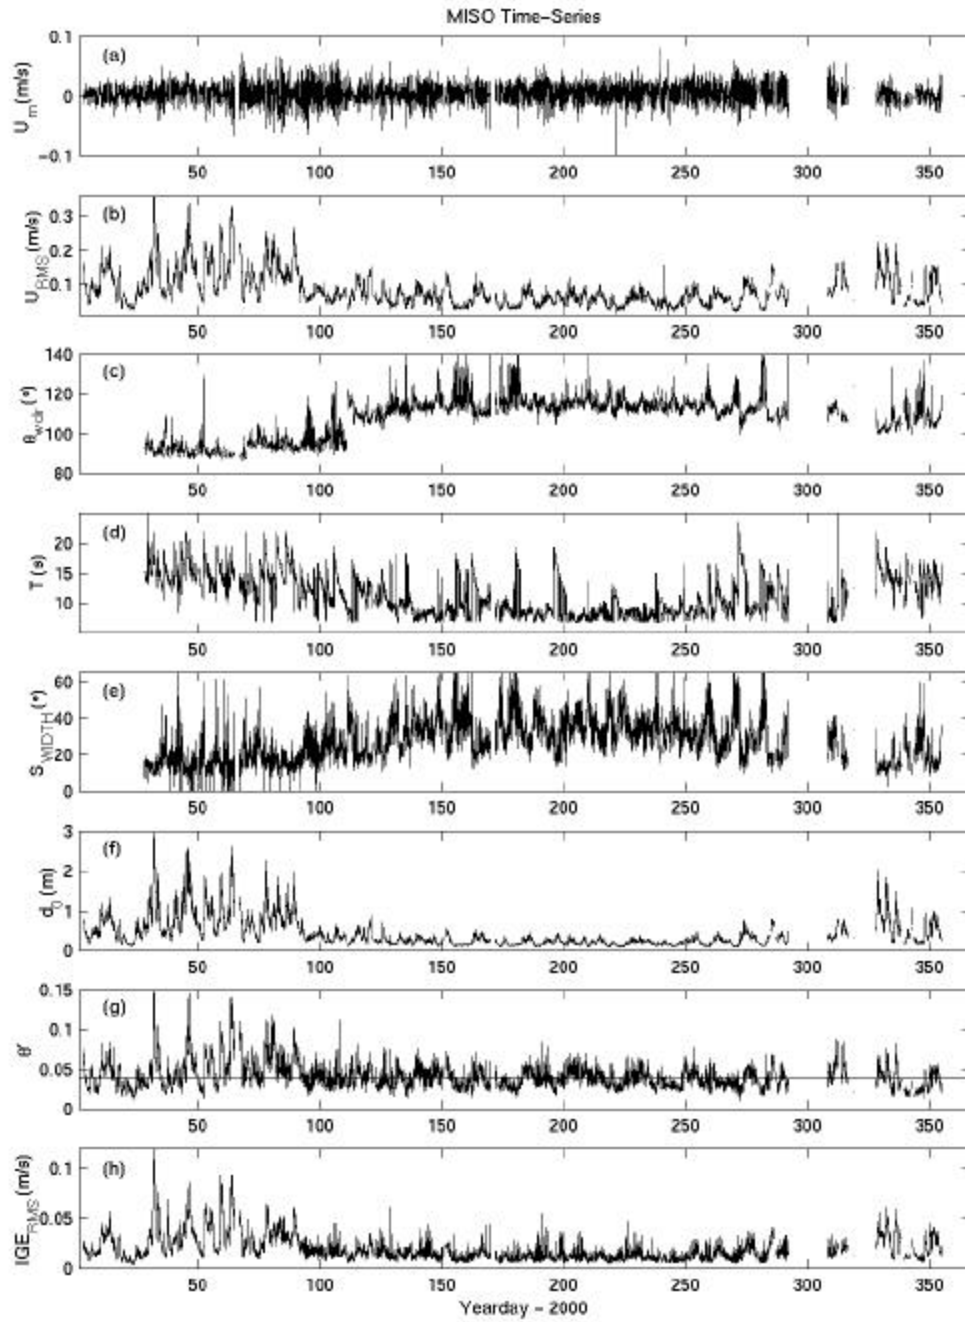 MISO Time-Series
(a)
U_m (m/s)
0.1
0
-0.1
50 100 150 200 250 300 350
(b)
U_RMS (m/s)
0.3
0.2
0.1
50 100 150 200 250 300 350
(c)
θ_wdr (°)
140
120
100
80
50 100 150 200 250 300 350
(d)
T (s)
20
15
10
50 100 150 200 250 300 350
(e)
S_WIDTH (°)
60
40
20
0
50 100 150 200 250 300 350
(f)
d_0 (m)
3
2
1
0
50 100 150 200 250 300 350
(g)
θ'
0.15
0.1
0.05
0
50 100 150 200 250 300 350
(h)
IGE_RMS (m/s)
0.1
0.05
0
50 100 150 200 250 300 350
Yearday - 2000